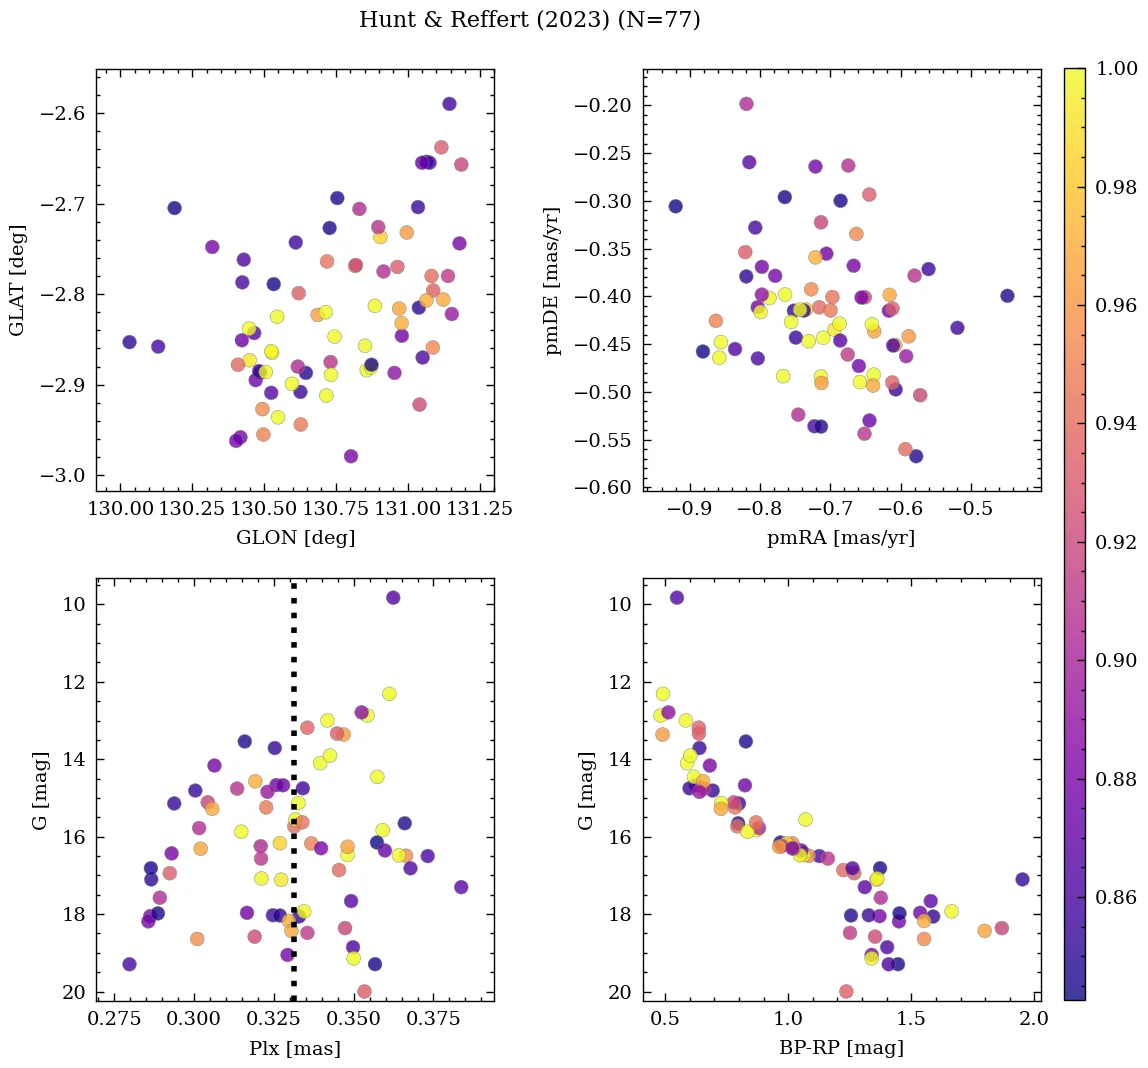 Hunt & Reffert (2023) (N=77)
−2.6
−2.7
−2.8
−2.9
−3.0
GLAT [deg]
130.00 130.25 130.50 130.75 131.00 131.25
GLON [deg]
−0.20
−0.25
−0.30
−0.35
−0.40
−0.45
−0.50
−0.55
−0.60
pmDE [mas/yr]
−0.9 −0.8 −0.7 −0.6 −0.5
pmRA [mas/yr]
10
12
14
16
18
20
G [mag]
0.275 0.300 0.325 0.350 0.375
Plx [mas]
10
12
14
16
18
20
G [mag]
0.5 1.0 1.5 2.0
BP-RP [mag]
1.00
0.98
0.96
0.94
0.92
0.90
0.88
0.86